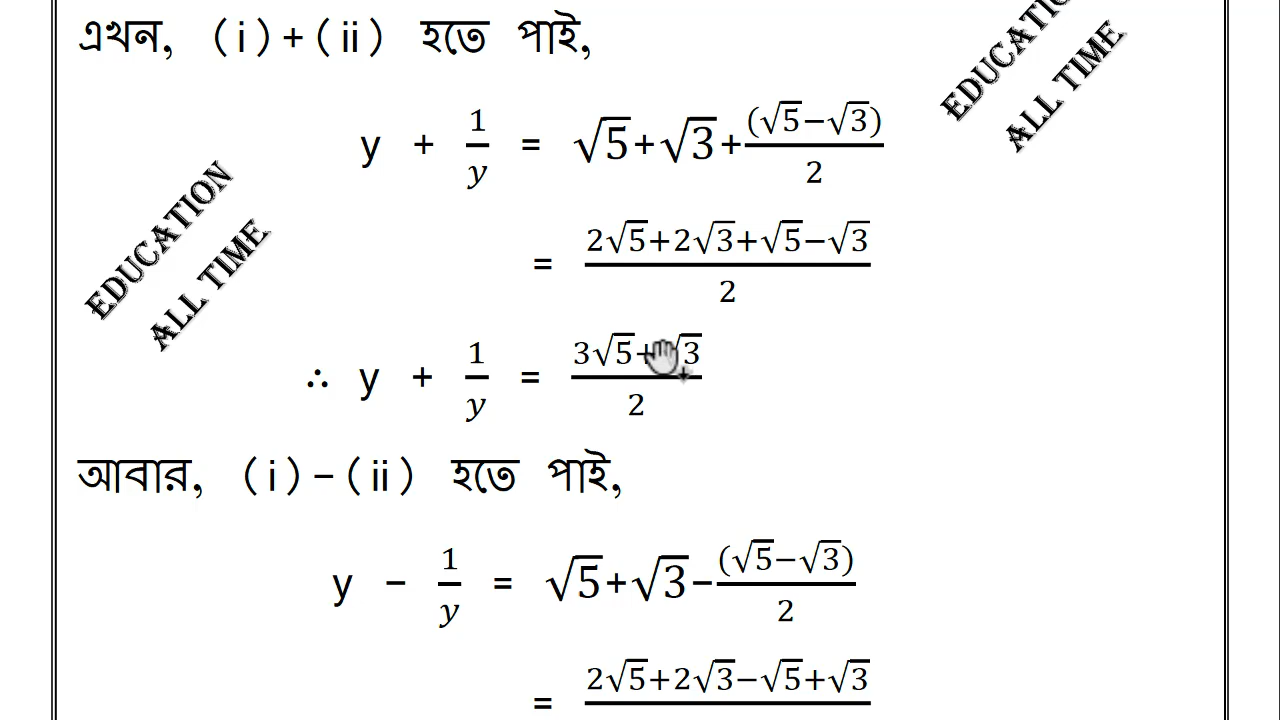 এখন, (i)+(ii) হতে পাই,
EDUCATION
ALL TIME
y + 1/y = √5+√3+(√5−√3)/2
EDUCATION
ALL TIME
= (2√5+2√3+√5−√3)/2
∴ y + 1/y = (3√5+√3)/2
আবার, (i)−(ii) হতে পাই,
y − 1/y = √5+√3−(√5−√3)/2
= 2√5+2√3−√5+√3